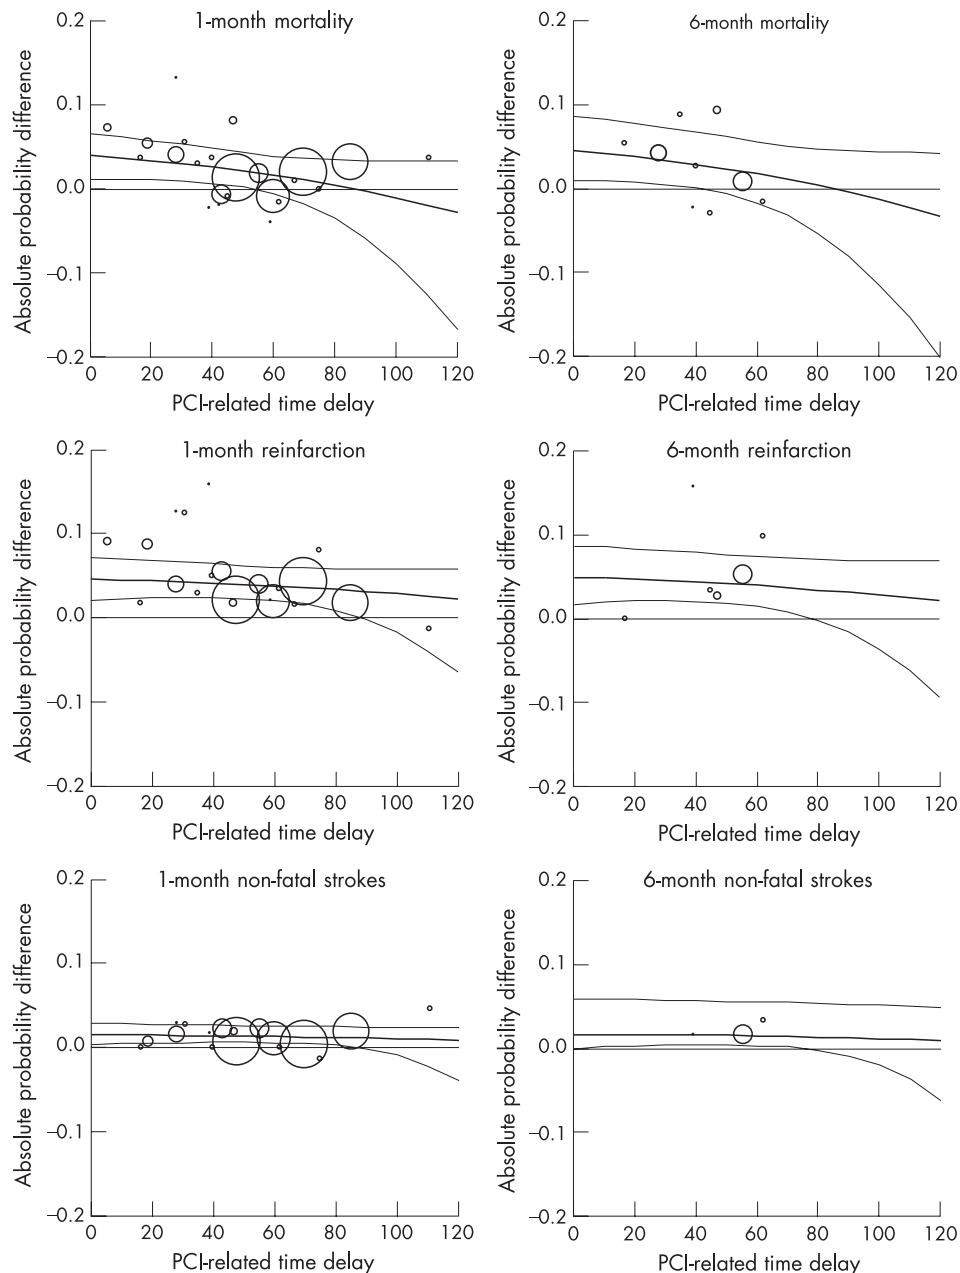 1-month mortality
0.2
0.1
0.0
–0.1
–0.2
Absolute probability difference
0 20 40 60 80 100 120
PCI-related time delay
6-month mortality
0.2
0.1
0.0
–0.1
–0.2
Absolute probability difference
0 20 40 60 80 100 120
PCI-related time delay
1-month reinfarction
0.2
0.1
0.0
–0.1
–0.2
Absolute probability difference
0 20 40 60 80 100 120
PCI-related time delay
6-month reinfarction
0.2
0.1
0.0
–0.1
–0.2
Absolute probability difference
0 20 40 60 80 100 120
PCI-related time delay
1-month non-fatal strokes
0.2
0.1
0.0
–0.1
–0.2
Absolute probability difference
0 20 40 60 80 100 120
PCI-related time delay
6-month non-fatal strokes
0.2
0.1
0.0
–0.1
–0.2
Absolute probability difference
0 20 40 60 80 100 120
PCI-related time delay